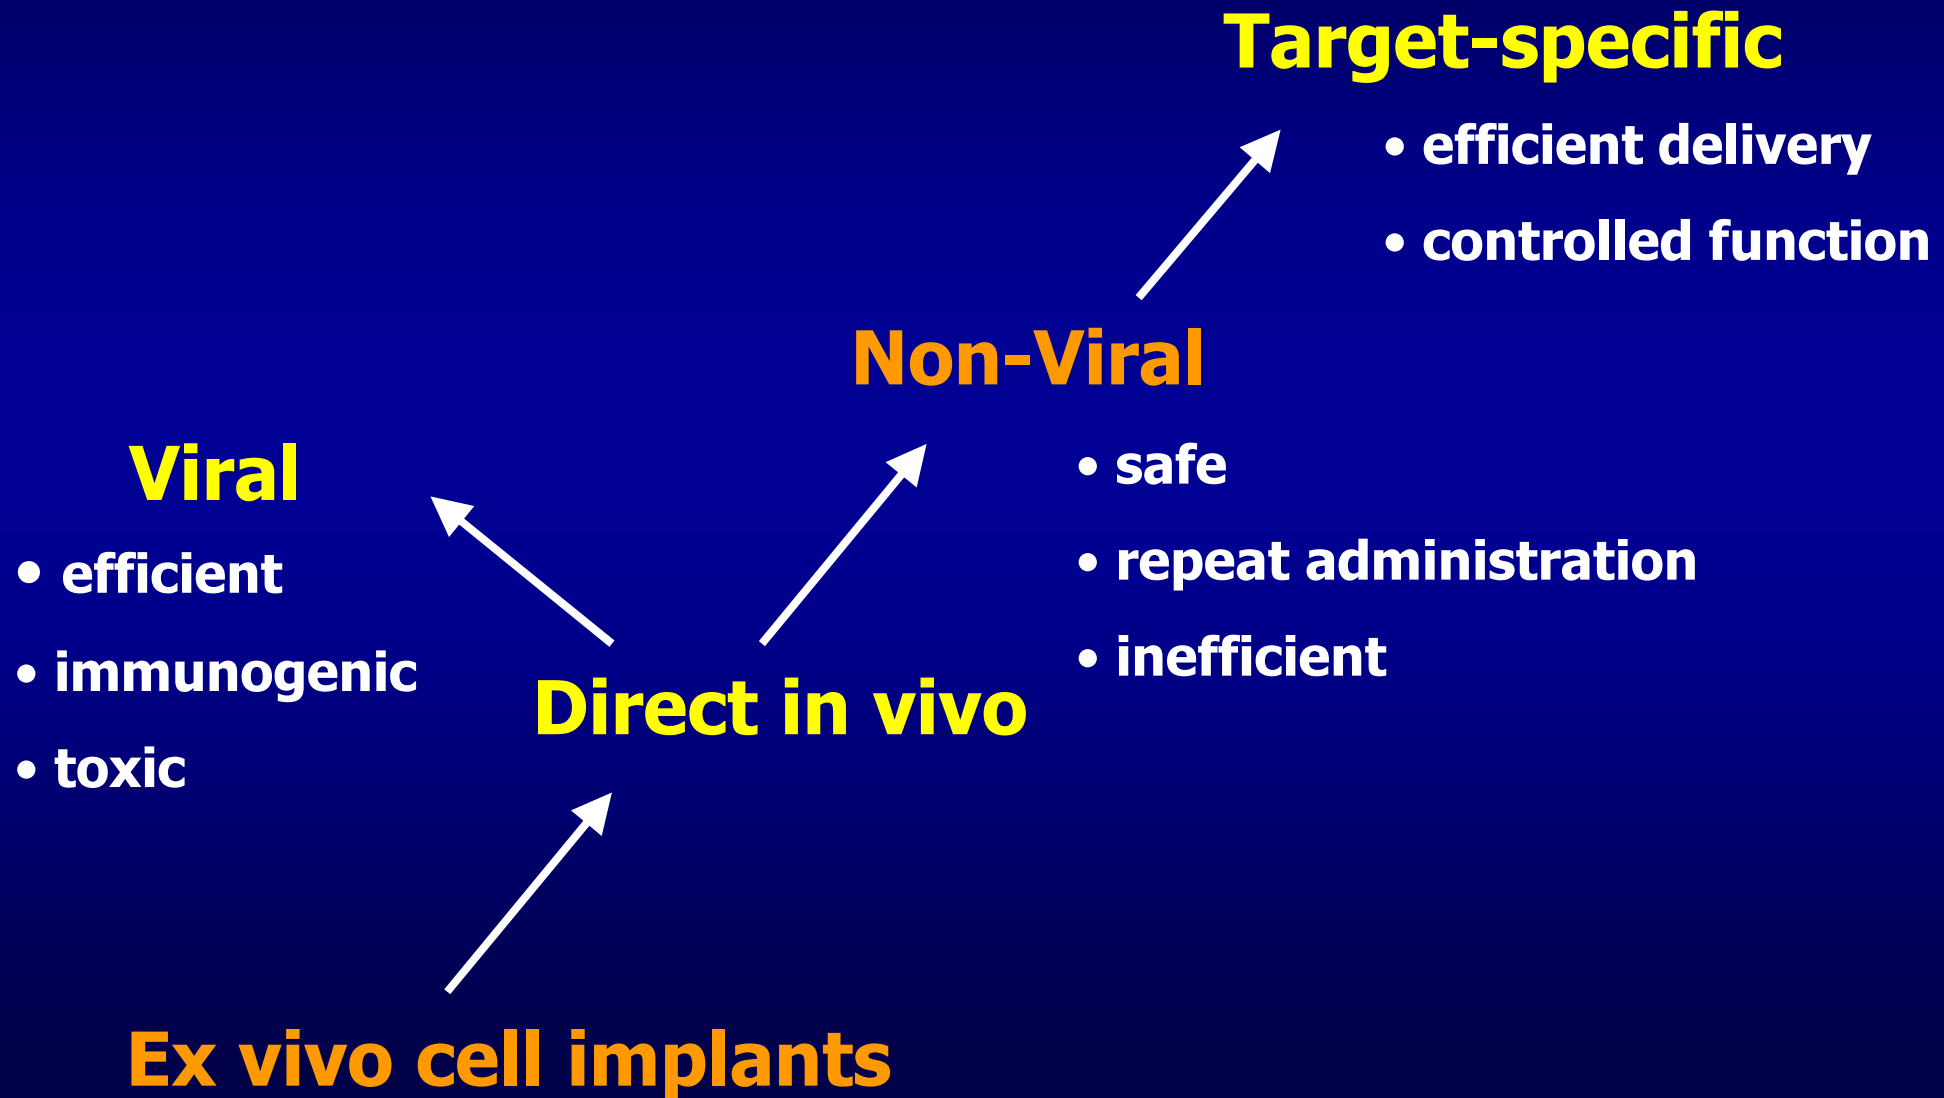 Target-specific
• efficient delivery
• controlled function
Non-Viral
• safe
• repeat administration
• inefficient
Viral
• efficient
• immunogenic
• toxic
Direct in vivo
Ex vivo cell implants